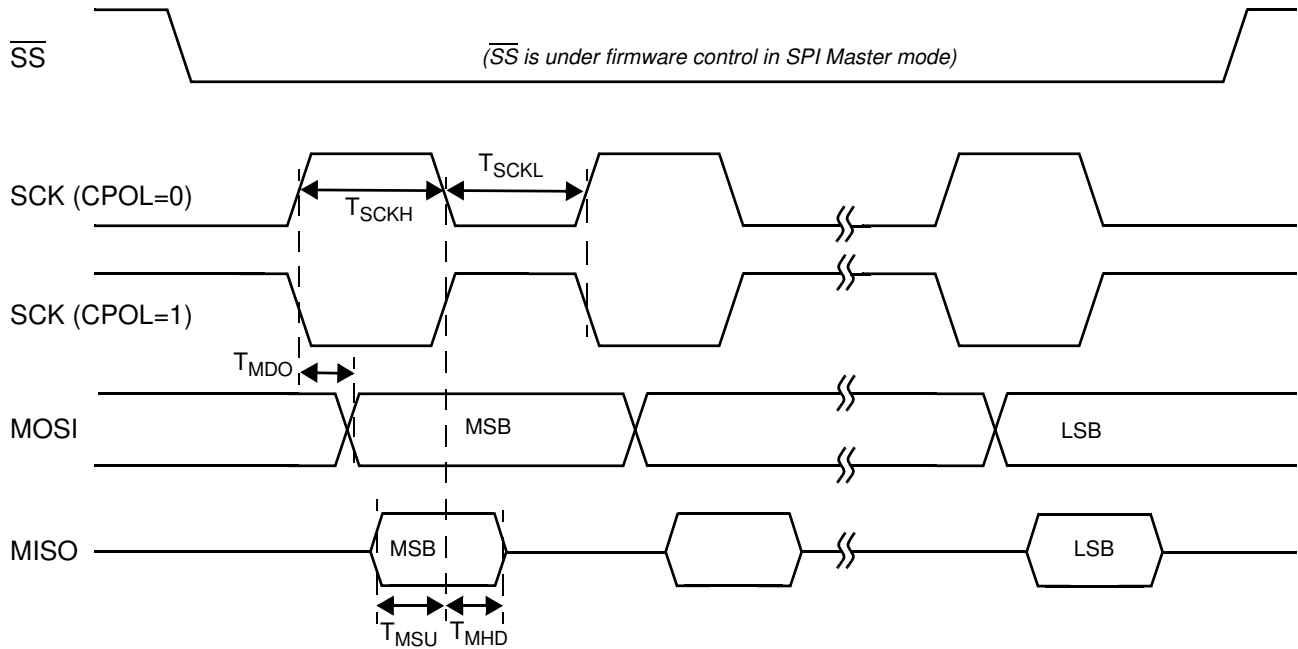 SS (SS is under firmware control in SPI Master mode)
SCK (CPOL=0)
TSCKH
TSCKL
SCK (CPOL=1)
TMDO
MOSI
MSB
LSB
MISO
MSB
LSB
TMSU
TMHD